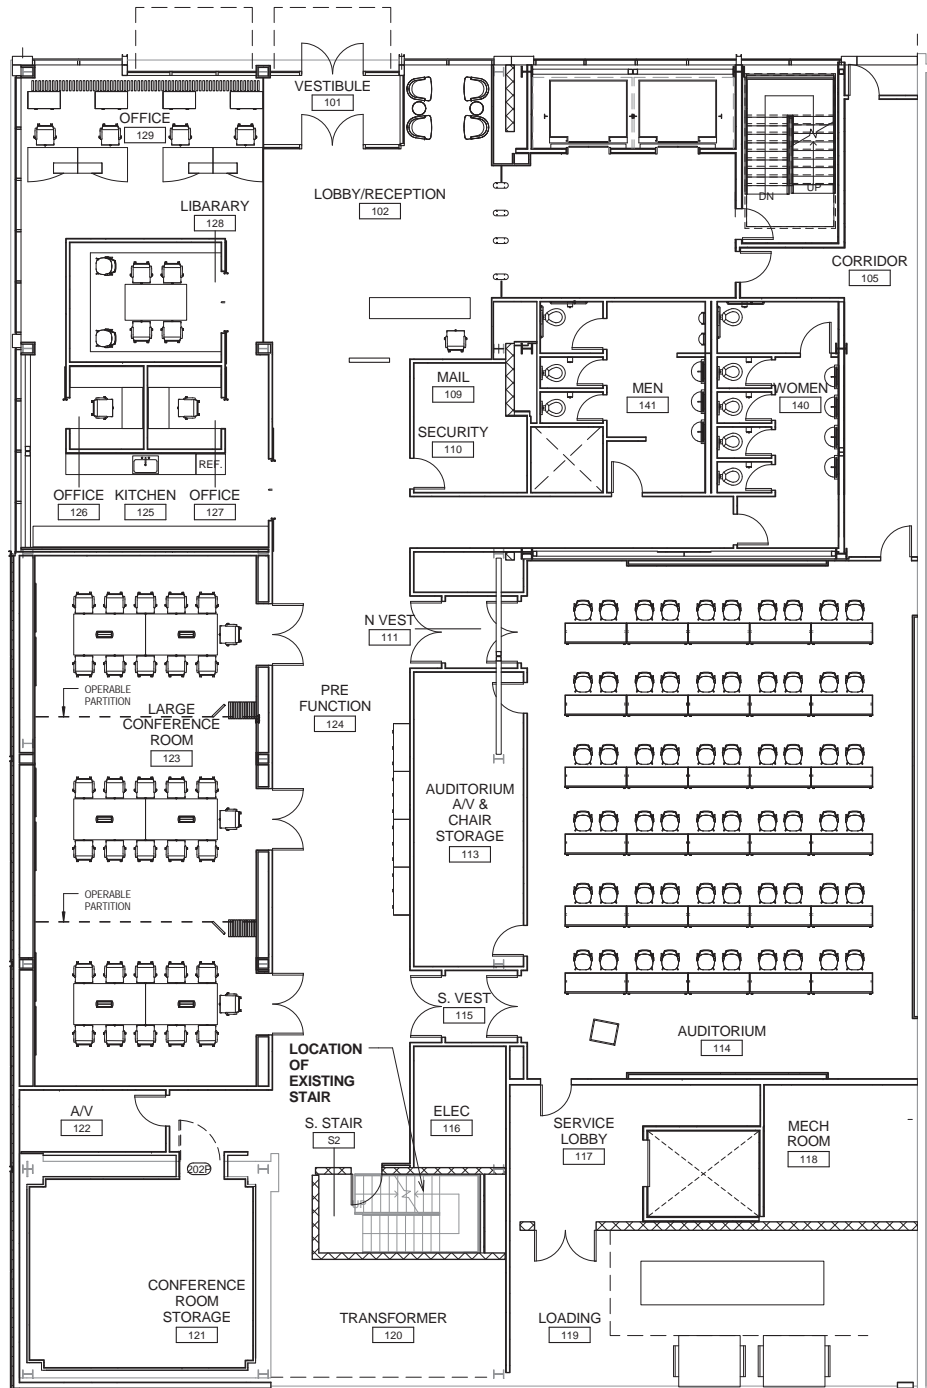 VESTIBULE
101
OFFICE
129
LOBBY/RECEPTION
102
LIBARARY
128
DN
UP
CORRIDOR
105
MAIL
109
MEN
141
WOMEN
140
SECURITY
110
REF.
OFFICE
126
KITCHEN
125
OFFICE
127
N VEST
111
OPERABLE
PARTITION
PRE
FUNCTION
124
LARGE
CONFERENCE
ROOM
123
AUDITORIUM
A/V &
CHAIR
STORAGE
113
OPERABLE
PARTITION
S. VEST
115
AUDITORIUM
114
LOCATION
OF
EXISTING
STAIR
A/V
122
S. STAIR
S2
ELEC
116
SERVICE
LOBBY
117
MECH
ROOM
118
202P
UP
CONFERENCE
ROOM
STORAGE
121
TRANSFORMER
120
LOADING
119